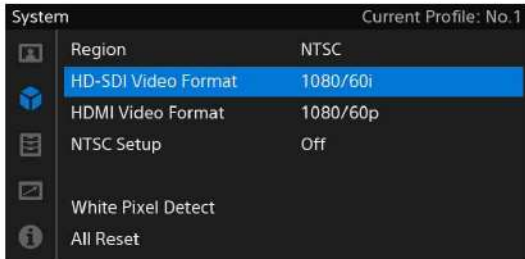 System Current Profile: No.1
Region NTSC
HD-SDI Video Format 1080/60i
HDMI Video Format 1080/60p
NTSC Setup Off
White Pixel Detect
All Reset